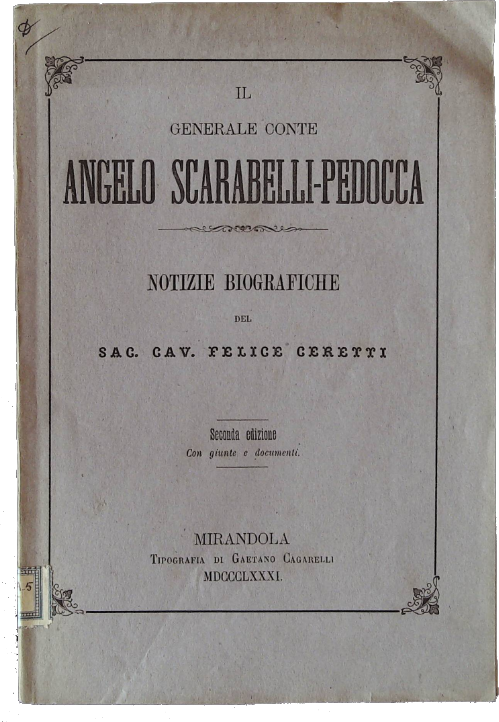 IL
GENERALE CONTE
ANGELO SCARABELLI-PEDOCCA
NOTIZIE BIOGRAFICHE
DEL
SAC. CAV. FELICE CERETTI
Seconda edizione
Con giunte e documenti.
MIRANDOLA
TIPOGRAFIA DI GAETANO CAGARELLI
MDCCCLXXXI.